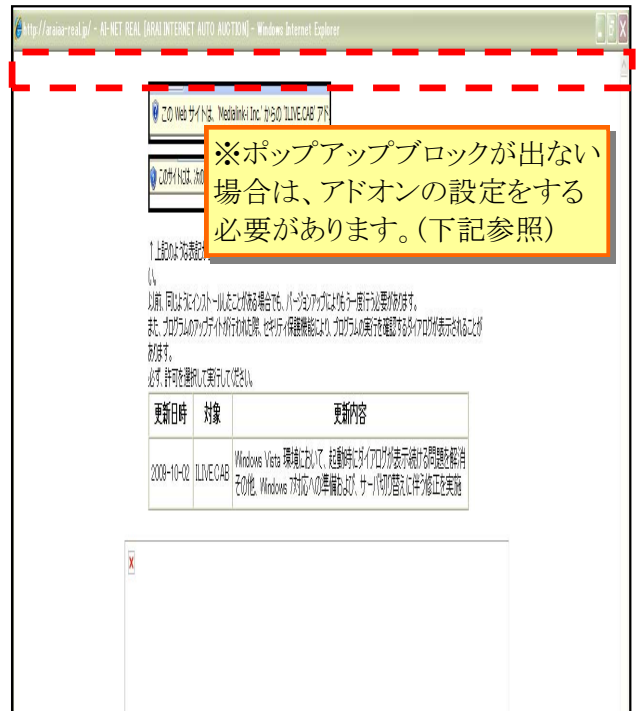 http://araiaa-real.jp/ - AI-NET REAL [ARAI INTERNET AUTO AUCTION] - Windows Internet Explorer
この Web サイトは、'Medialink-i Inc.' からの 'ILIVE.CAB' アド
このサイトには、次の
※ポップアップブロックが出ない
場合は、アドオンの設定をする
必要があります。(下記参照)
↑上記のような表記が
い。
以前、同じようにインストールしたことがある場合でも、バージョンアップによりもう一度行う必要があります。
また、プログラムのアップデイトが行われた際、セキリティ保護機能により、プログラムの実行を確認するダイアログが表示されることが
あります。
必ず、許可を選択して実行してください。
更新日時 対象 更新内容
2009-10-02 ILIVE.CAB Windows Vista 環境において、起動時にダイアログが表示続ける問題を解消
その他、Windows 7対応への準備および、サーバ切り替えに伴う修正を実施